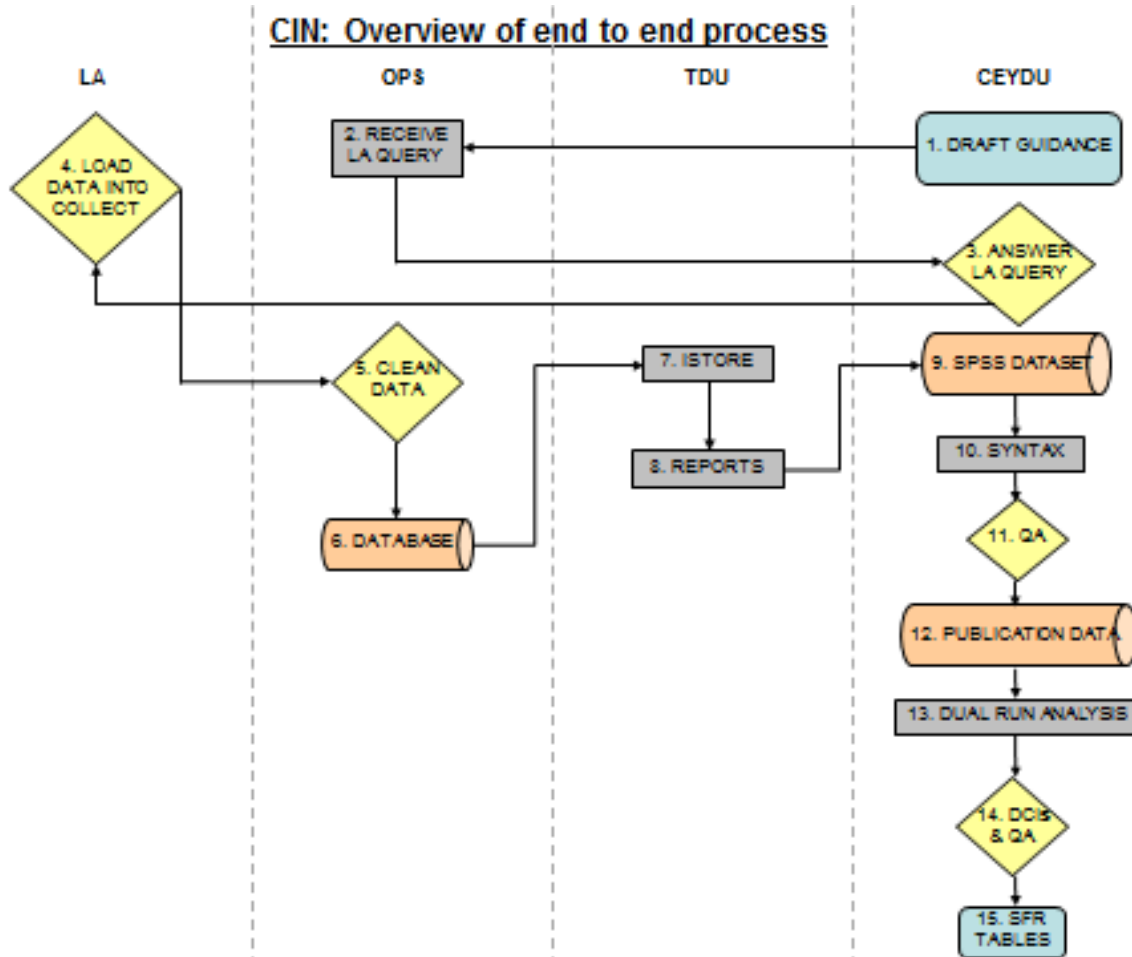 CIN: Overview of end to end process
LA
OPS
TDU
CEYDU
1. DRAFT GUIDANCE
2. RECEIVE
LA QUERY
3. ANSWER
LA QUERY
4. LOAD
DATA INTO
COLLECT
5. CLEAN
DATA
6. DATABASE
7. ISTORE
8. REPORTS
9. SPSS DATASET
10. SYNTAX
11. QA
12. PUBLICATION DATA
13. DUAL RUN ANALYSIS
14. DCIs
& QA
15. SFR
TABLES